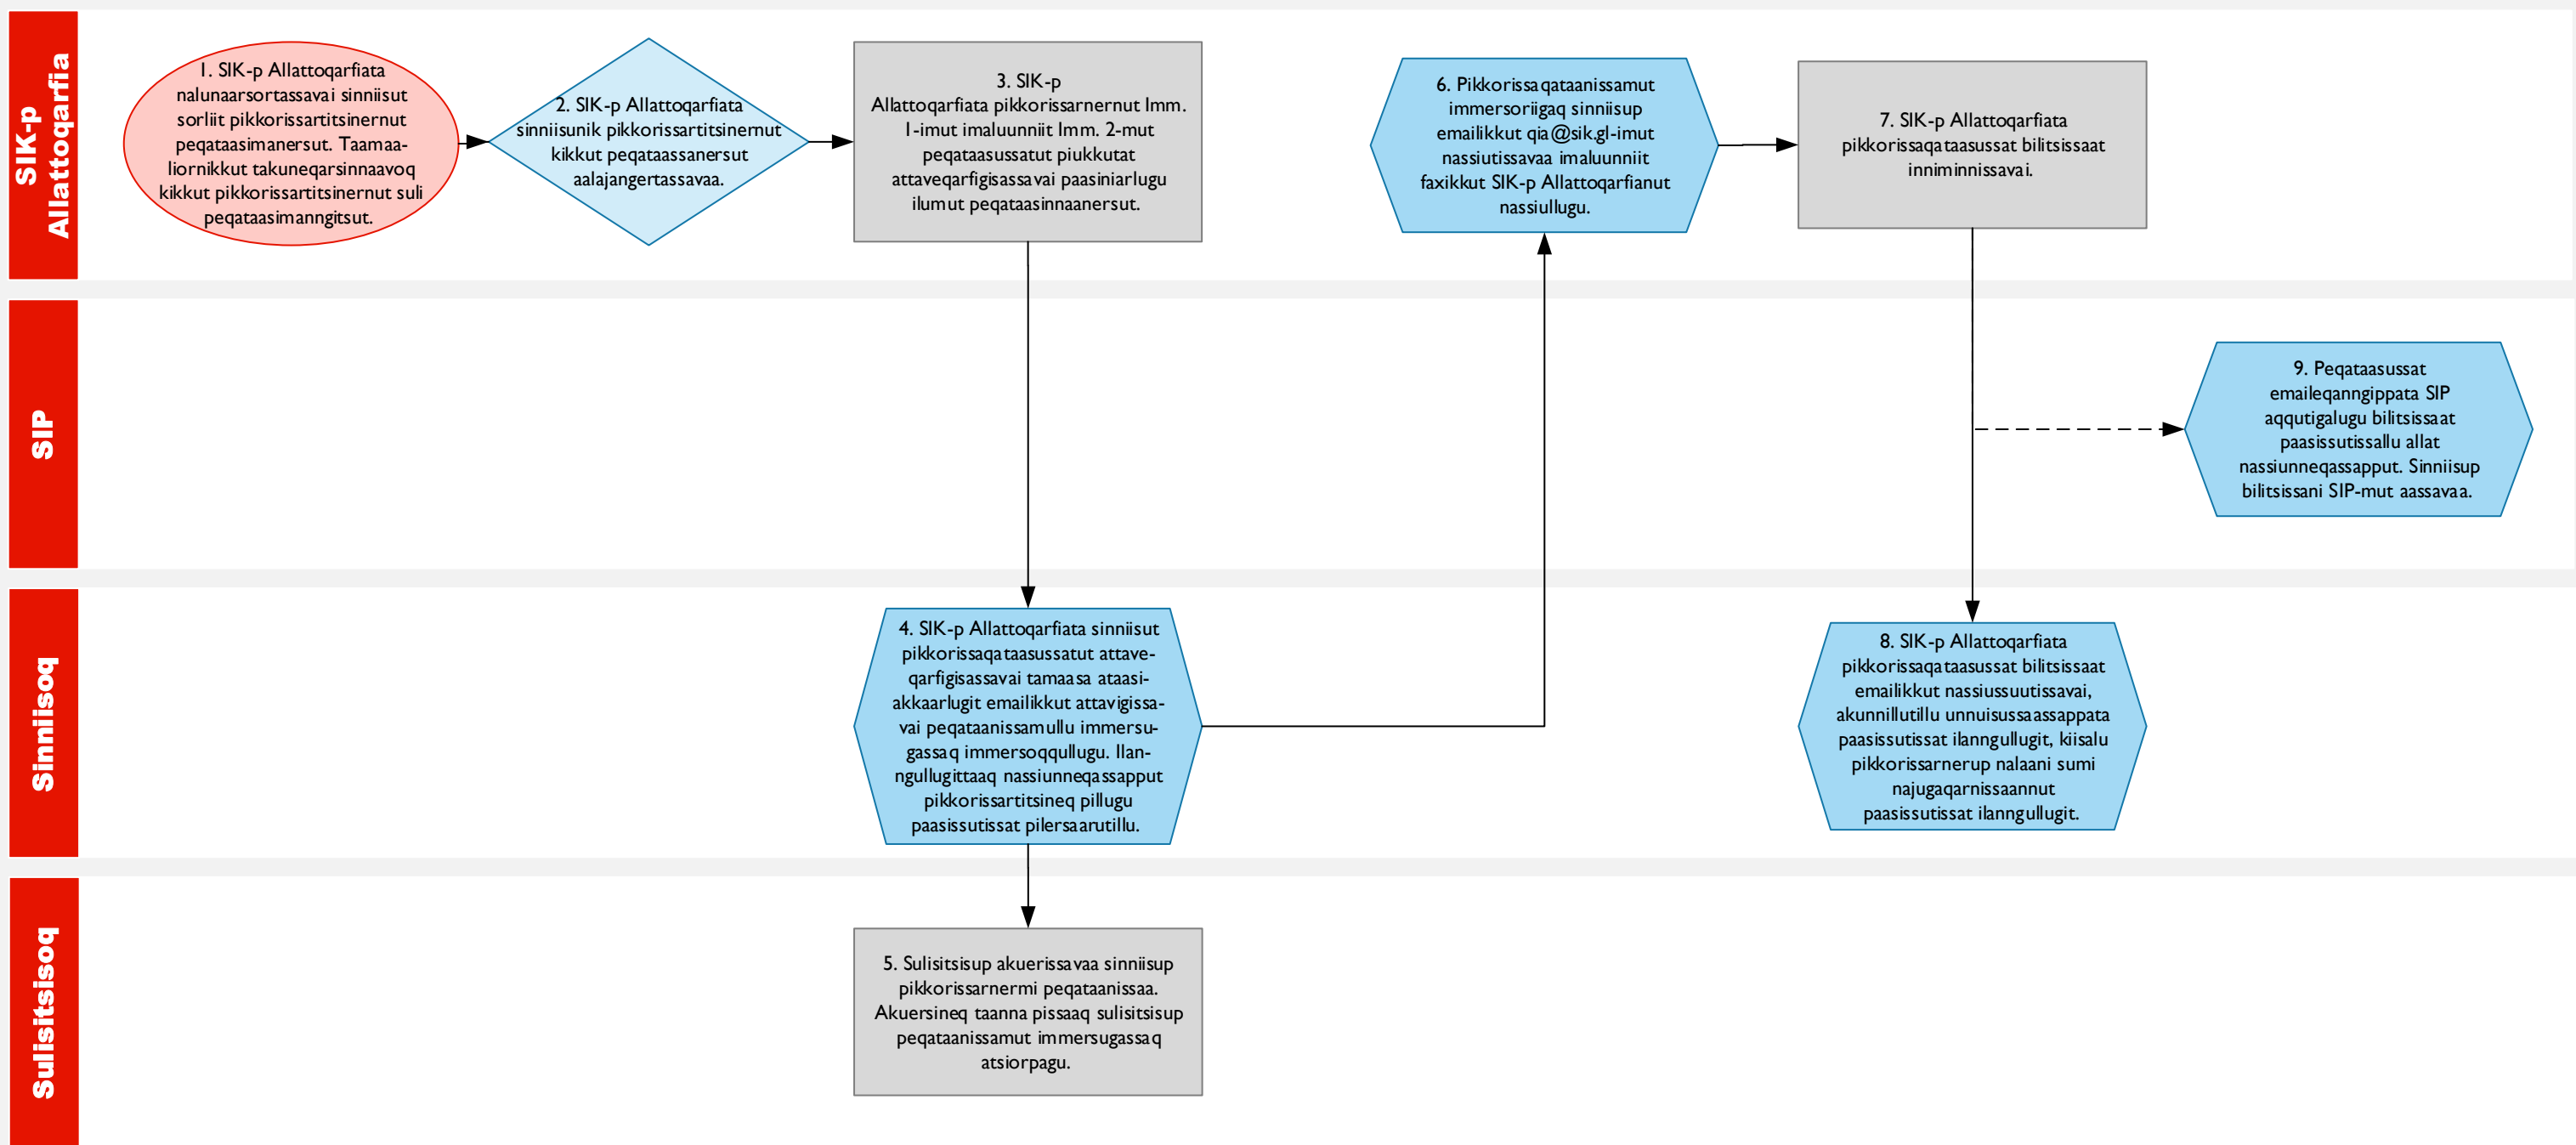 SIK-p
Allattoqarfia
1. SIK-p Allattoqarfiata
nalunaarsortassavai sinniisut
sorliit pikkorissartitsinernut
peqataasimanersut. Taamaa-
liornikkut takuneqarsinnaavoq
kikkut pikkorissartitsinernut suli
peqataasimanngitsut.
2. SIK-p Allattoqarfiata
sinniisunik pikkorissartitsinernut
kikkut peqataassanersut
aalajangertassavaa.
3. SIK-p
Allattoqarfiata pikkorissarnernut Imm.
1-imut imaluunniit Imm. 2-mut
peqataasussatut piukkutat
attaveqarfigisassavai paasiniarlugu
ilumut peqataasinnaanersut.
6. Pikkorissaqataanissamut
immersoriigaq sinniisup
emailikkut qia@sik.gl-imut
nassiutissavaa imaluunniit
faxikkut SIK-p Allattoqarfianut
nassiullugu.
7. SIK-p Allattoqarfiata
pikkorissaqataasussat bilitsissaat
inniminnissavai.
SIP
9. Peqataasussat
emaileqanngippata SIP
aqqutigalugu bilitsissaat
paasissutissallu allat
nassiunneqassapput. Sinniisup
bilitsissani SIP-mut aassavaa.
Sinniisoq
4. SIK-p Allattoqarfiata sinniisut
pikkorissaqataasussatut attave-
qarfigisassavai tamaasa ataasi-
akkaarlugit emailikkut attavigissa-
vai peqataanissamullu immersu-
gassaq immersoqqullugu. Ilan-
ngullugittaaq nassiunneqassapput
pikkorissartitsineq pillugu
paasissutissat pilersaarutillu.
8. SIK-p Allattoqarfiata
pikkorissaqataasussat bilitsissaat
emailikkut nassiussuutissavai,
akunnillutillu unnuisussaassappata
paasissutissat ilanngullugit, kiisalu
pikkorissarnerup nalaani sumi
najugaqarnissaannut
paasissutissat ilanngullugit.
Sulisitsisoq
5. Sulisitsisup akuerissavaa sinniisup
pikkorissarnermi peqataanissaa.
Akuersineq taanna pissaaq sulisitsisup
peqataanissamut immersugassaq
atsiorpagu.